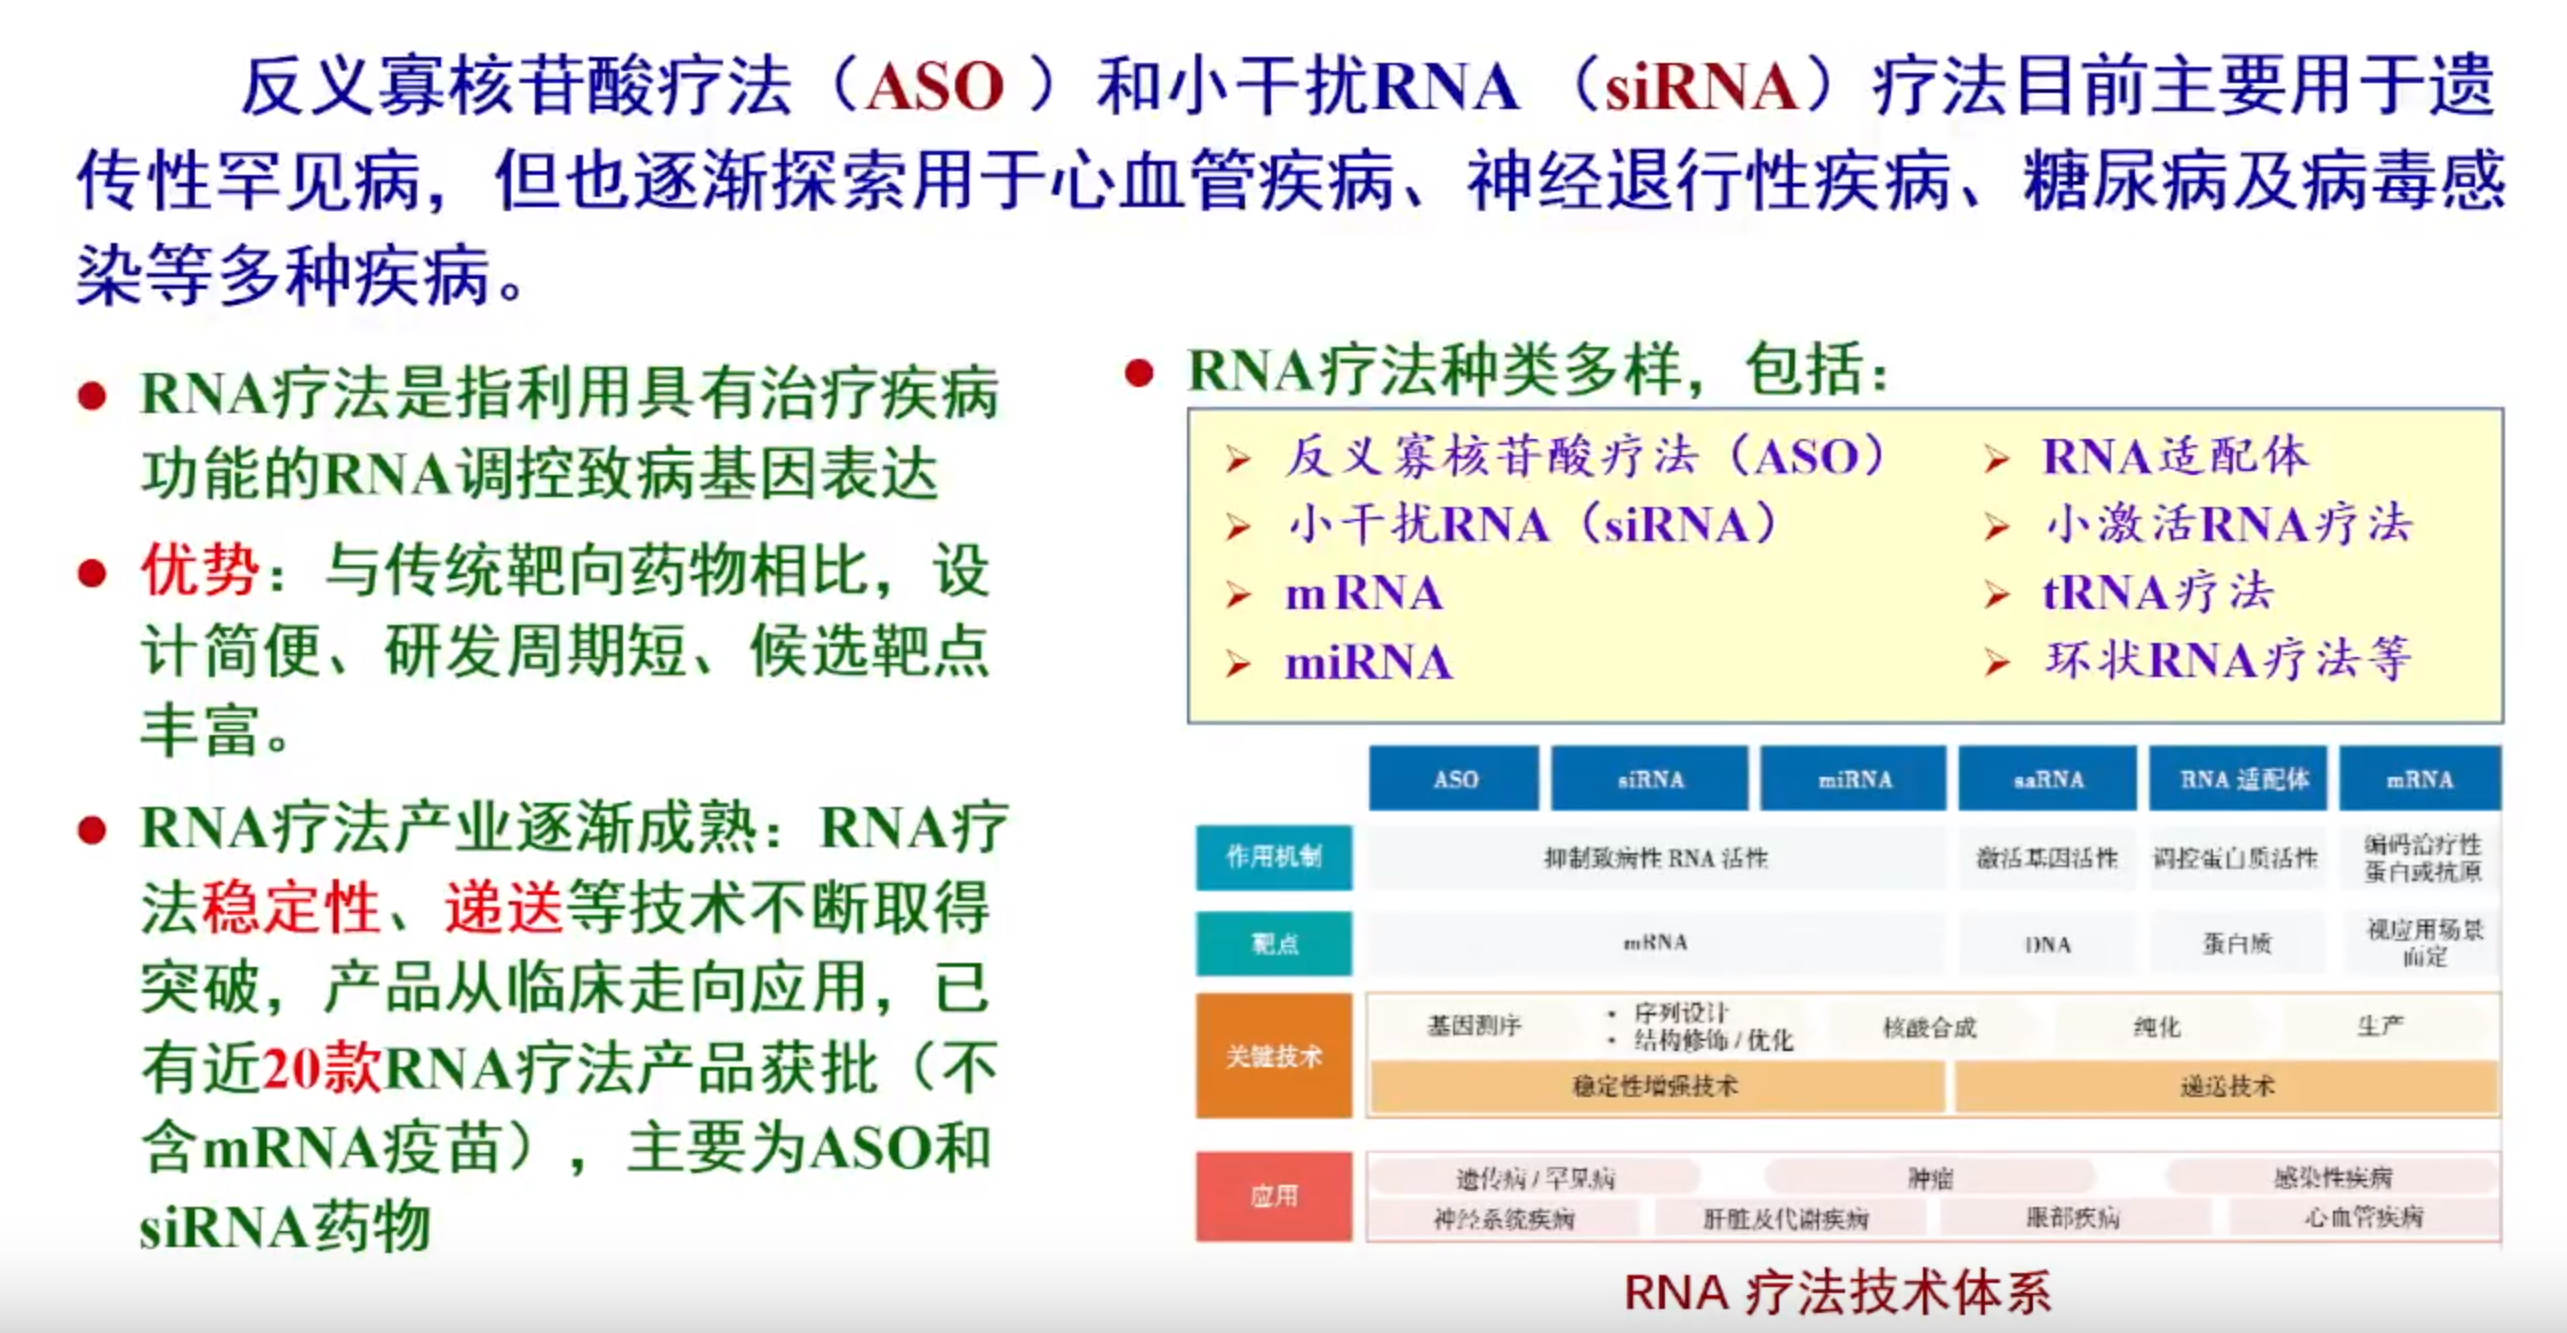 反义寡核苷酸疗法（ASO ）和小干扰RNA （siRNA）疗法目前主要用于遗
传性罕见病，但也逐渐探索用于心血管疾病、神经退行性疾病、糖尿病及病毒感
染等多种疾病。
RNA疗法是指利用具有治疗疾病
功能的RNA调控致病基因表达
优势：与传统靶向药物相比，设
计简便、研发周期短、候选靶点
丰富。
RNA疗法产业逐渐成熟：RNA疗
法稳定性、递送等技术不断取得
突破，产品从临床走向应用，已
有近20款RNA疗法产品获批（不
含mRNA疫苗），主要为ASO和
siRNA药物
RNA疗法种类多样，包括：
反义寡核苷酸疗法（ASO）
小干扰RNA（siRNA）
mRNA
miRNA
RNA适配体
小激活RNA疗法
tRNA疗法
环状RNA疗法等
ASO siRNA miRNA saRNA RNA 适配体 mRNA
作用机制 抑制致病性 RNA 活性 激活基因活性 调控蛋白质活性 编码治疗性
蛋白或抗原
靶点 mRNA DNA 蛋白质 视应用场景
而定
关键技术
基因测序 • 序列设计
• 结构修饰 / 优化 核酸合成 纯化 生产
稳定性增强技术 递送技术
应用
遗传病 / 罕见病 肿瘤 感染性疾病
神经系统疾病 肝脏及代谢疾病 眼部疾病 心血管疾病
RNA 疗法技术体系